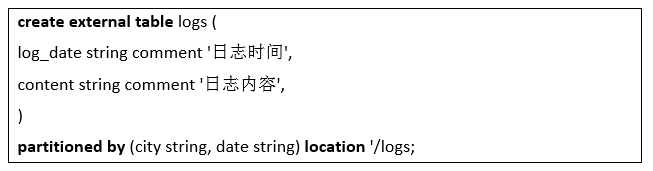 create external table logs (
log_date string comment '日志时间',
content string comment '日志内容',
)
partitioned by (city string, date string) location '/logs;